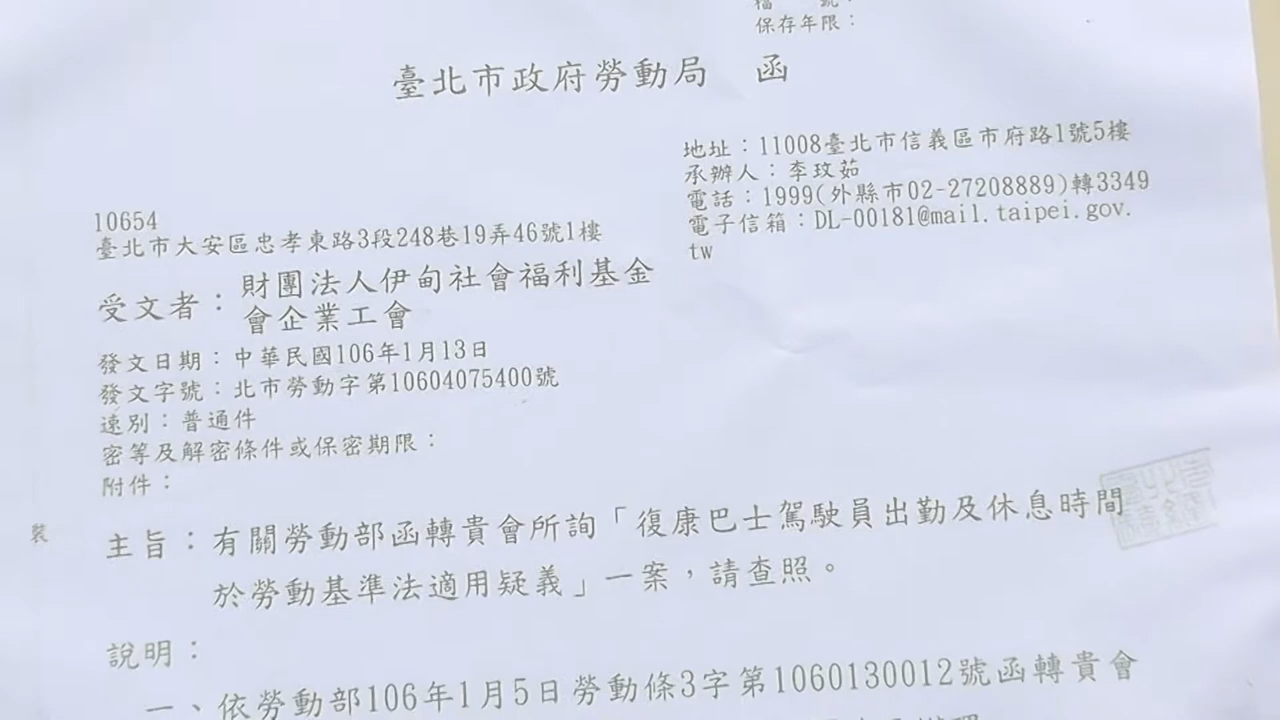 保存年限：
臺北市政府勞動局　函
地址：11008臺北市信義區市府路1號5樓
承辦人：李玟茹
電話：1999(外縣市02-27208889)轉3349
電子信箱：DL-00181@mail.taipei.gov.
tw
10654
臺北市大安區忠孝東路3段248巷19弄46號1樓
受文者：財團法人伊甸社會福利基金
會企業工會
發文日期：中華民國106年1月13日
發文字號：北市勞動字第10604075400號
速別：普通件
密等及解密條件或保密期限：
附件：
裝
主旨：有關勞動部函轉貴會所詢「復康巴士駕駛員出勤及休息時間
於勞動基準法適用疑義」一案，請查照。
說明：
一、依勞動部106年1月5日勞動條3字第1060130012號函轉貴會